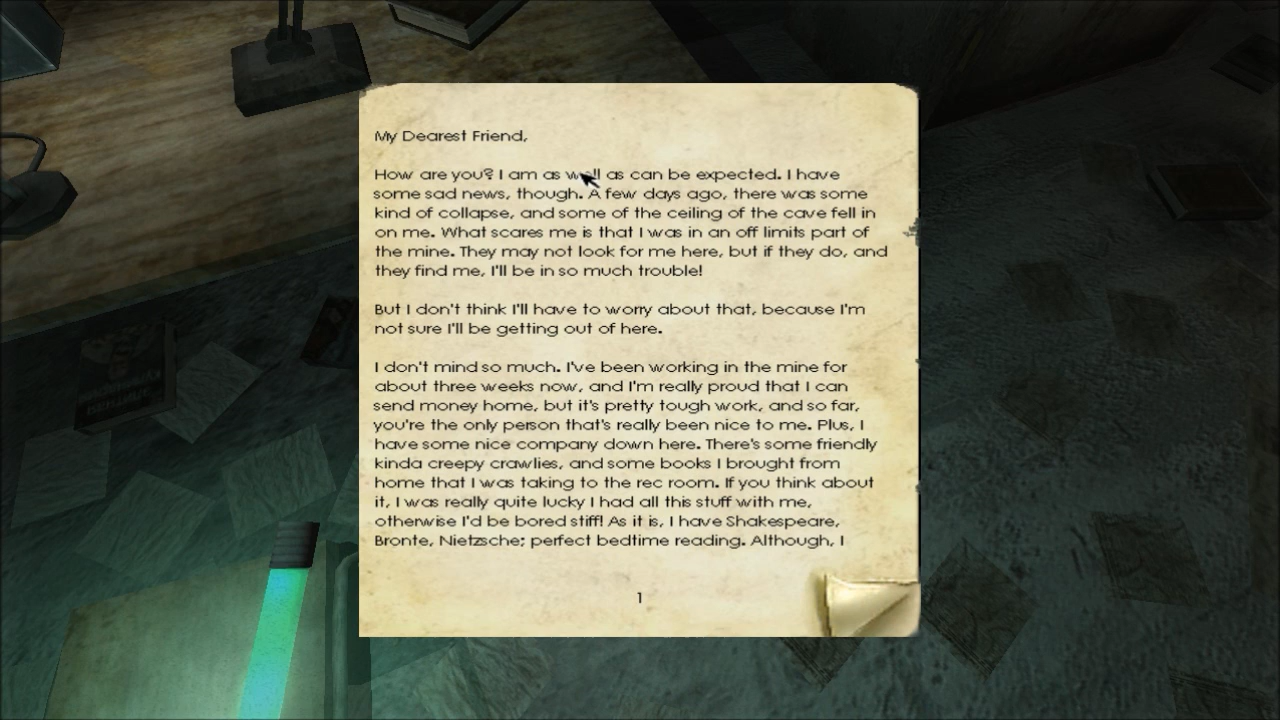 My Dearest Friend,
How are you? I am as well as can be expected. I have
some sad news, though. A few days ago, there was some
kind of collapse, and some of the ceiling of the cave fell in
on me. What scares me is that I was in an off limits part of
the mine. They may not look for me here, but if they do, and
they find me, I'll be in so much trouble!
But I don't think I'll have to worry about that, because I'm
not sure I'll be getting out of here.
I don't mind so much. I've been working in the mine for
about three weeks now, and I'm really proud that I can
send money home, but it's pretty tough work, and so far,
you're the only person that's really been nice to me. Plus, I
have some nice company down here. There's some friendly
kinda creepy crawlies, and some books I brought from
home that I was taking to the rec room. If you think about
it, I was really quite lucky I had all this stuff with me,
otherwise I'd be bored stiff! As it is, I have Shakespeare,
Bronte, Nietzsche; perfect bedtime reading. Although, I
1